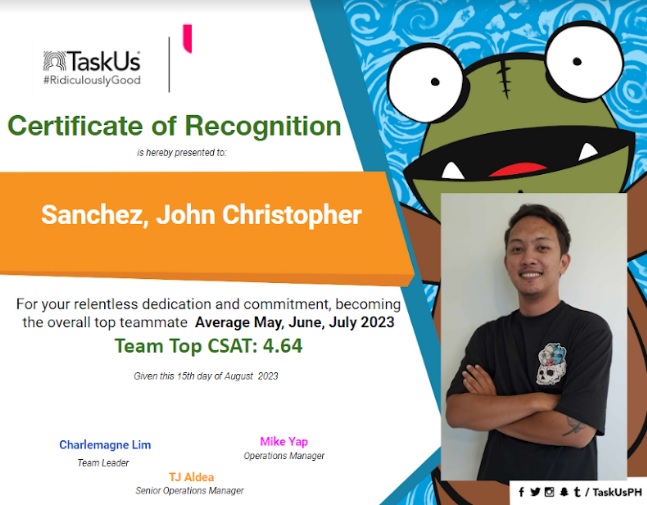 TaskUs
#RidiculouslyGood
Certificate of Recognition
is hereby presented to:
Sanchez, John Christopher
For your relentless dedication and commitment, becoming
the overall top teammate Average May, June, July 2023
Team Top CSAT: 4.64
Given this 15th day of August 2023
Charlemagne Lim
Team Leader
Mike Yap
Operations Manager
TJ Aldea
Senior Operations Manager
/ TaskUsPH